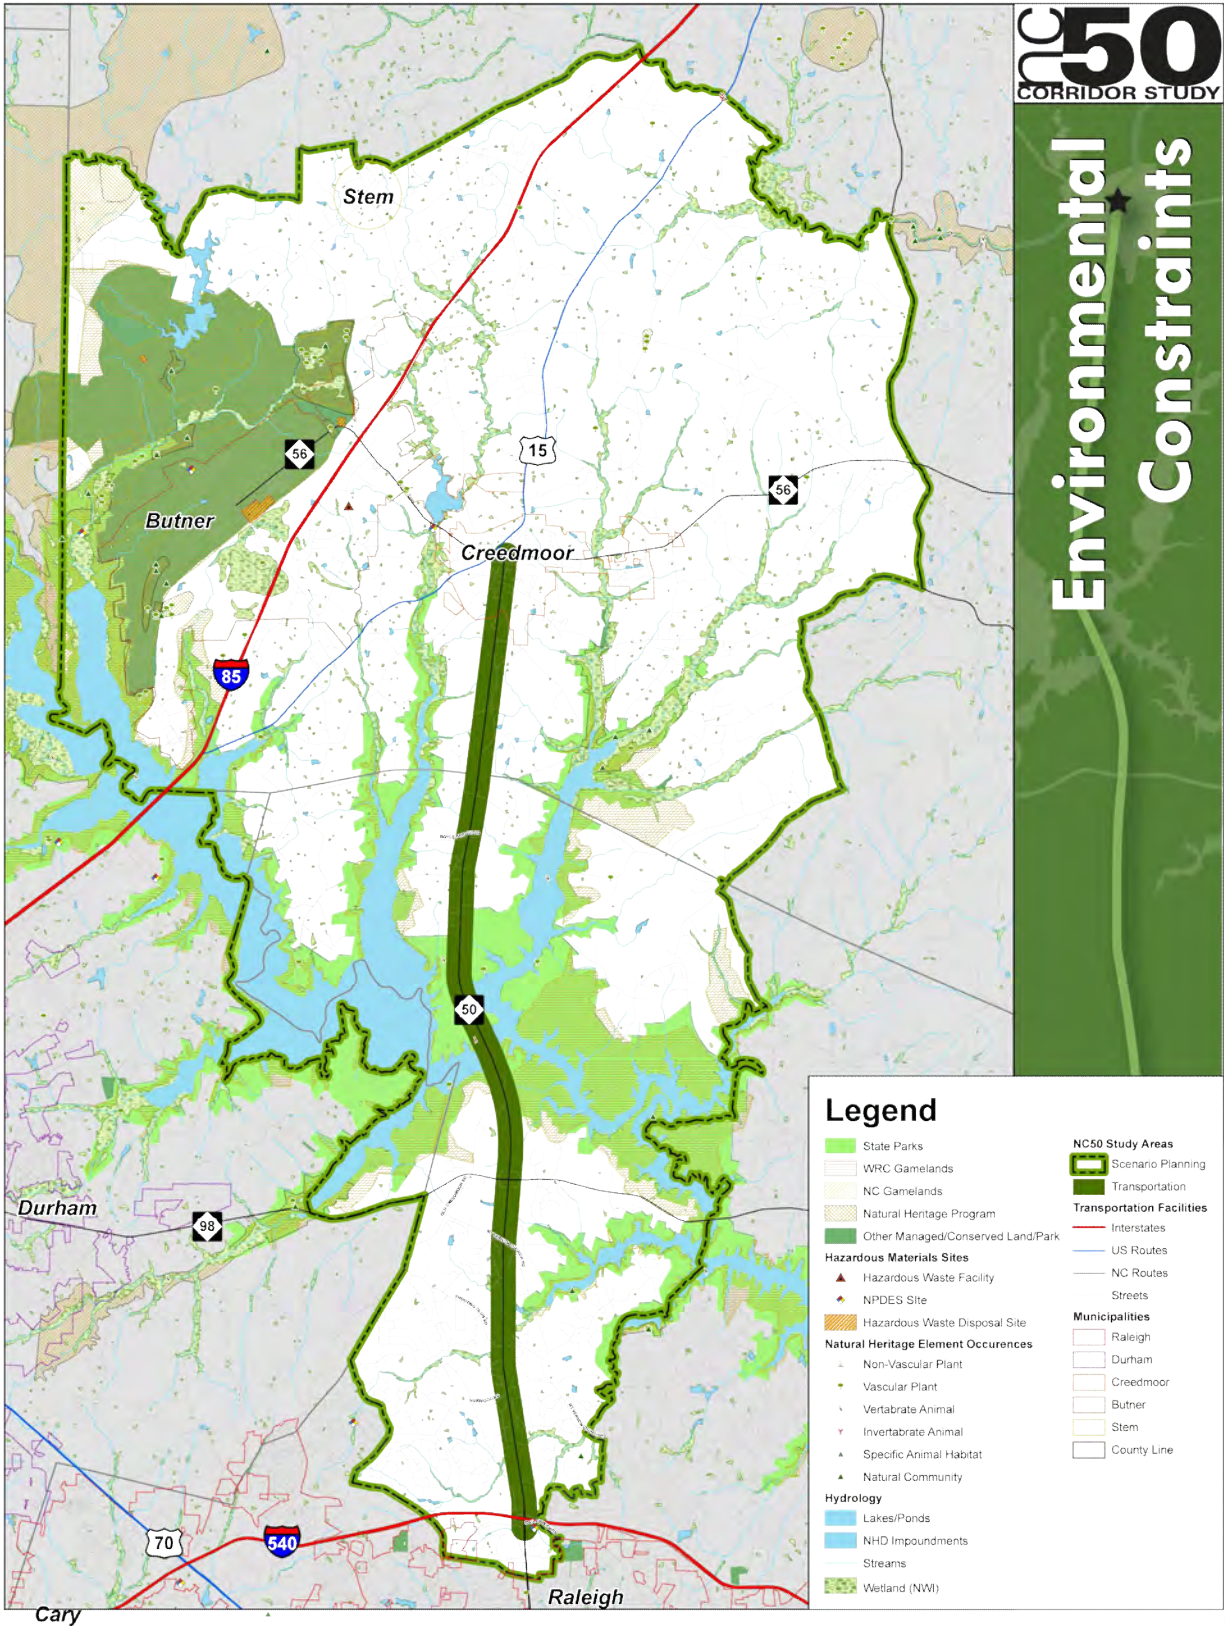 nc50
CORRIDOR STUDY
Environmental
Constraints
Stem
15
56
56
Butner
Creedmoor
85
50
Durham
98
70
540
Raleigh
Cary
Legend
State Parks
WRC Gamelands
NC Gamelands
Natural Heritage Program
Other Managed/Conserved Land/Park
Hazardous Materials Sites
Hazardous Waste Facility
NPDES SIte
Hazardous Waste Disposal Site
Natural Heritage Element Occurences
Non-Vascular Plant
Vascular Plant
Vertabrate Animal
Invertabrate Animal
Specific Animal Habitat
Natural Community
Hydrology
Lakes/Ponds
NHD Impoundments
Streams
Wetland (NWI)
NC50 Study Areas
Scenario Planning
Transportation
Transportation Facilities
Interstates
US Routes
NC Routes
Streets
Municipalities
Raleigh
Durham
Creedmoor
Butner
Stem
County Line